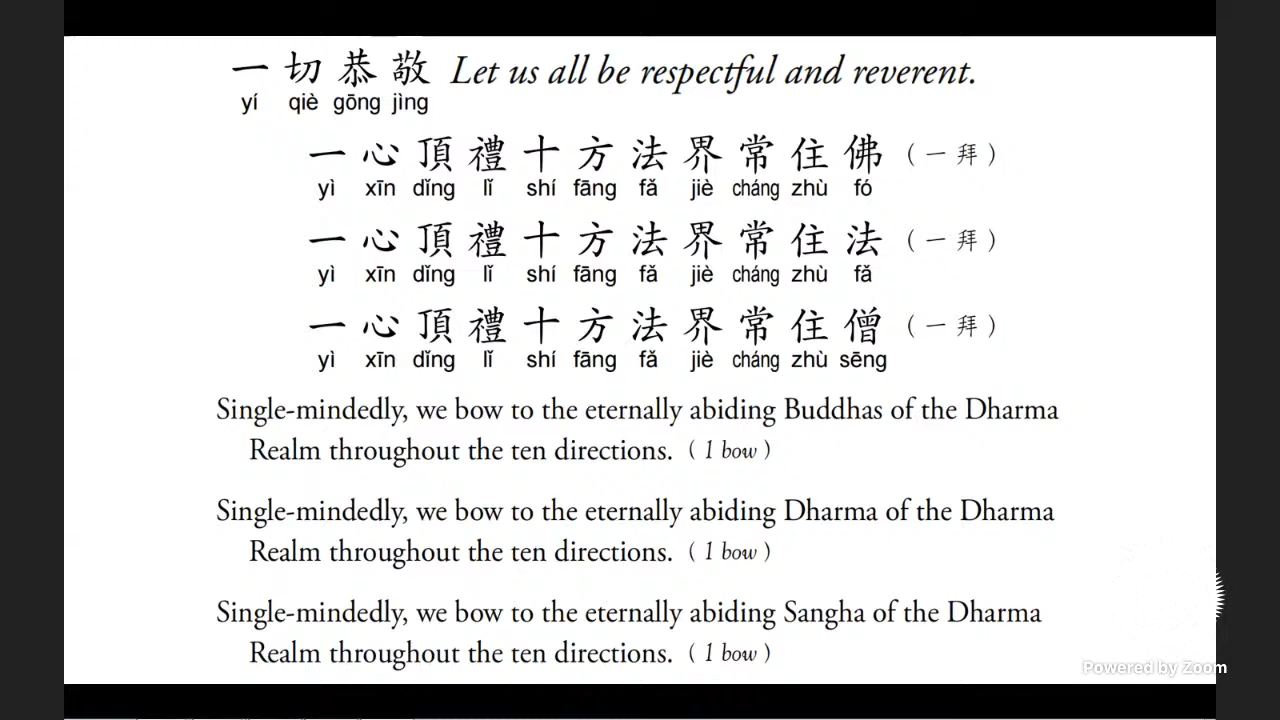 一切恭敬 Let us all be respectful and reverent.
yí qiè gōng jìng
一心頂禮十方法界常住佛（一拜）
yì xīn dǐng lǐ shí fāng fǎ jiè cháng zhù fó
一心頂禮十方法界常住法（一拜）
yì xīn dǐng lǐ shí fāng fǎ jiè cháng zhù fǎ
一心頂禮十方法界常住僧（一拜）
yì xīn dǐng lǐ shí fāng fǎ jiè cháng zhù sēng
Single-mindedly, we bow to the eternally abiding Buddhas of the Dharma
Realm throughout the ten directions. ( 1 bow )
Single-mindedly, we bow to the eternally abiding Dharma of the Dharma
Realm throughout the ten directions. ( 1 bow )
Single-mindedly, we bow to the eternally abiding Sangha of the Dharma
Realm throughout the ten directions. ( 1 bow )
Powered by Zoom